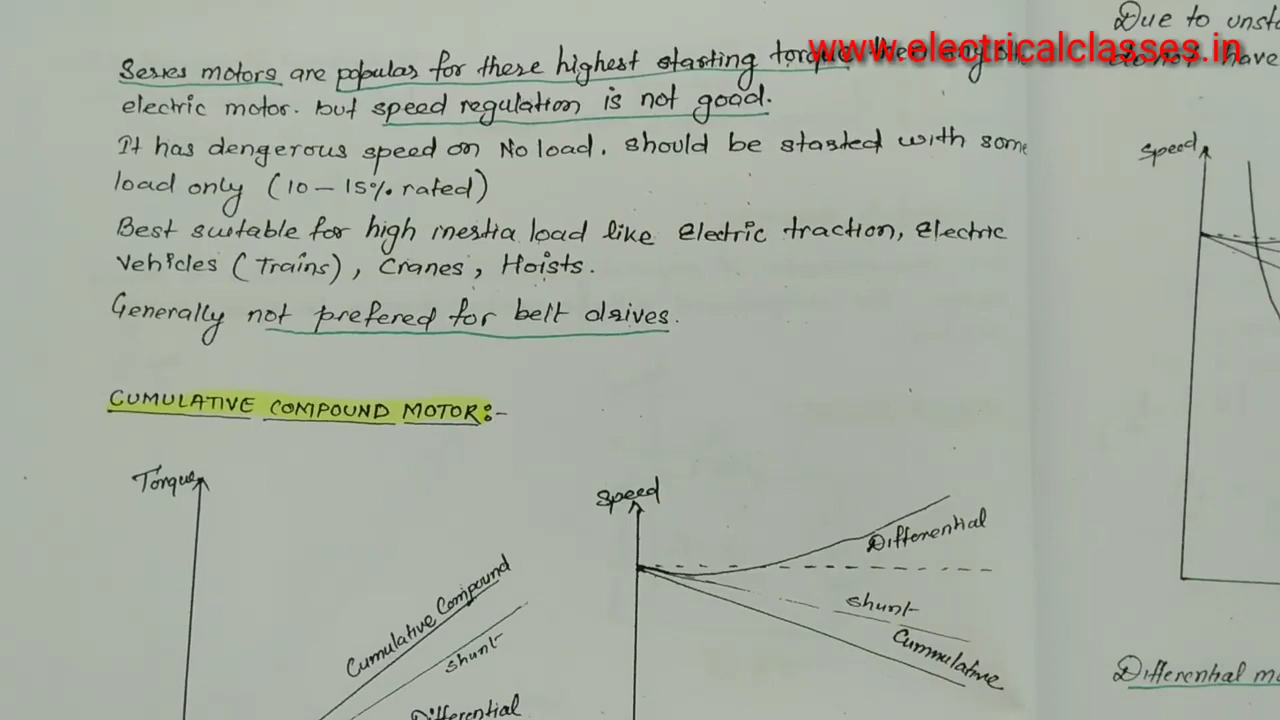 Series motors are popular for these highest starting torque
electric motor. but speed regulation is not good.
It has dengerous speed on No load. should be started with some
load only (10 – 15% rated)
Best suitable for high inertia load like Electric traction, Electric
Vehicles (Trains), Cranes, Hoists.
Generally not prefered for belt drives.
CUMULATIVE COMPOUND MOTOR:-
Torque
Cumulative Compound
shunt
Differential
Speed
Differential
shunt
Cummulative
www.electricalclasses.in
Due to
have
Speed
Differential